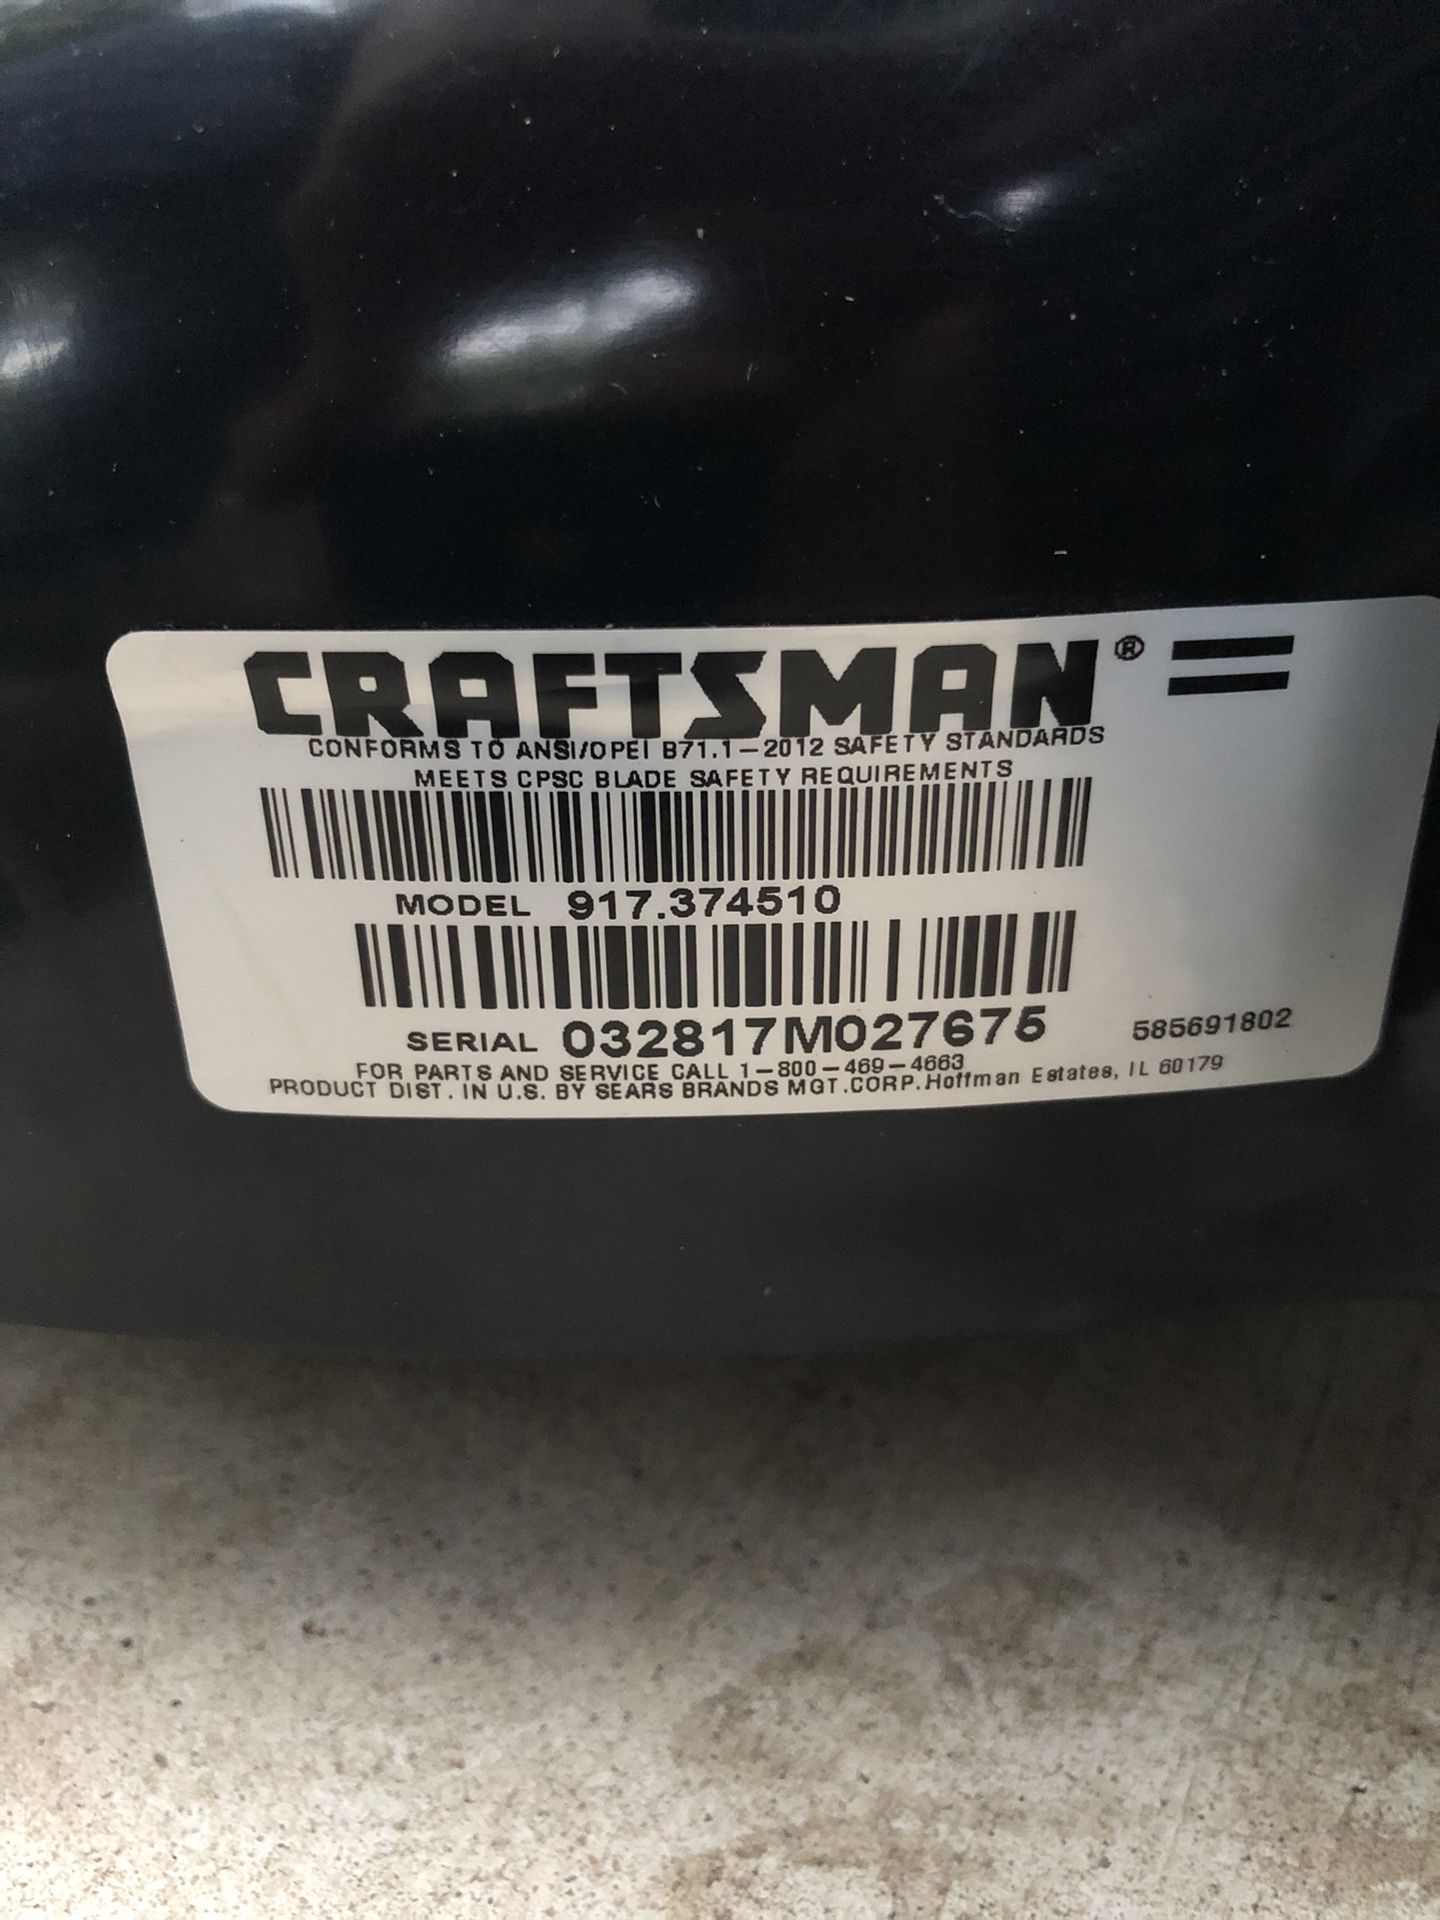 CRAFTSMAN®
CONFORMS TO ANSI/OPEI B71.1-2012 SAFETY STANDARDS
MEETS CPSC BLADE SAFETY REQUIREMENTS
MODEL 917.374510
SERIAL 032817M027675 585691802
FOR PARTS AND SERVICE CALL 1-800-469-4663
PRODUCT DIST. IN U.S. BY SEARS BRANDS MGT.CORP.Hoffman Estates, IL 60179